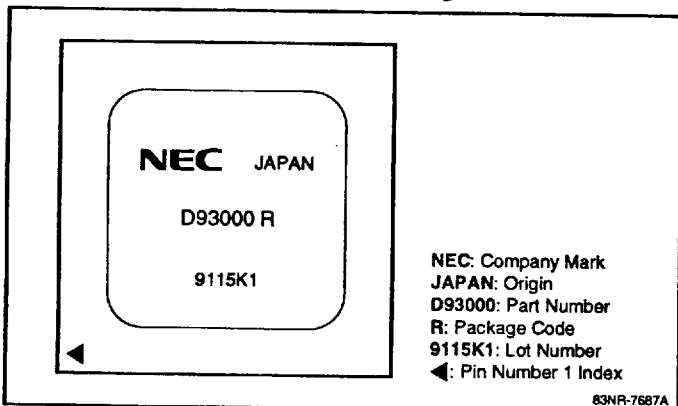 NEC JAPAN
D93000 R
9115K1
NEC: Company Mark
JAPAN: Origin
D93000: Part Number
R: Package Code
9115K1: Lot Number
◀: Pin Number 1 Index
83NR-7687A